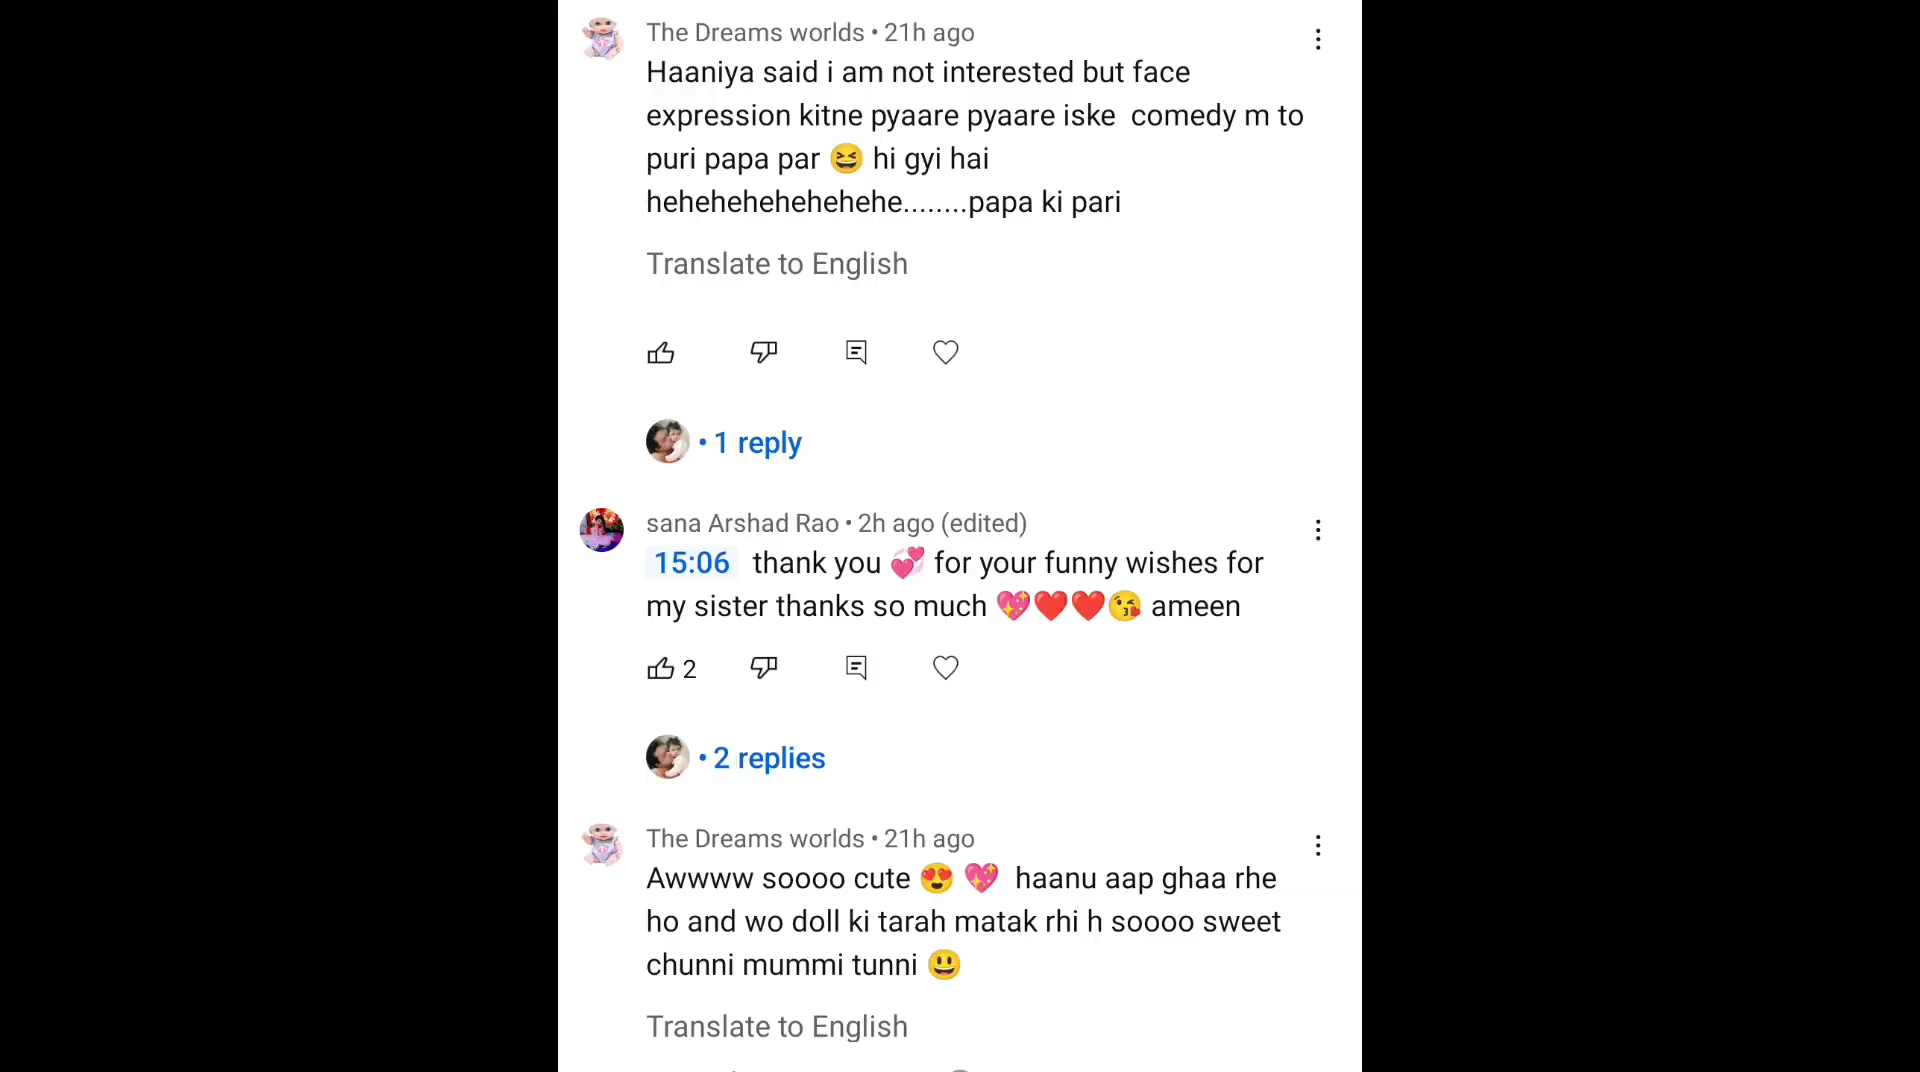 The Dreams worlds • 21h ago
Haaniya said i am not interested but face
expression kitne pyaare pyaare iske comedy m to
puri papa par 😆 hi gyi hai
hehehehehehehehe........papa ki pari
Translate to English
• 1 reply
sana Arshad Rao • 2h ago (edited)
15:06 thank you 💞 for your funny wishes for
my sister thanks so much 💖❤️❤️😘 ameen
2
• 2 replies
The Dreams worlds • 21h ago
Awwww soooo cute 😍 💖 haanu aap ghaa rhe
ho and wo doll ki tarah matak rhi h soooo sweet
chunni mummi tunni 😃
Translate to English